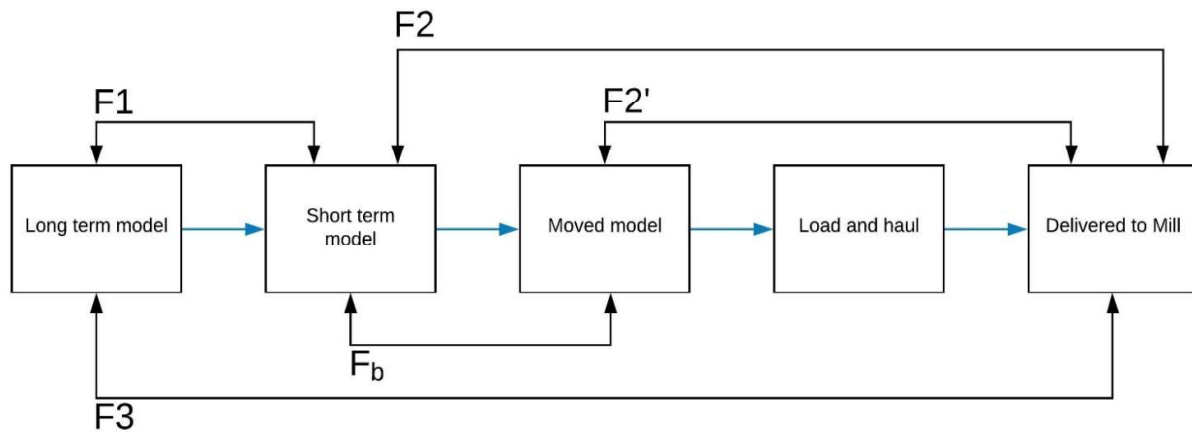 F2
F1
F2'
Long term model
Short term
model
Moved model
Load and haul
Delivered to Mill
Fb
F3